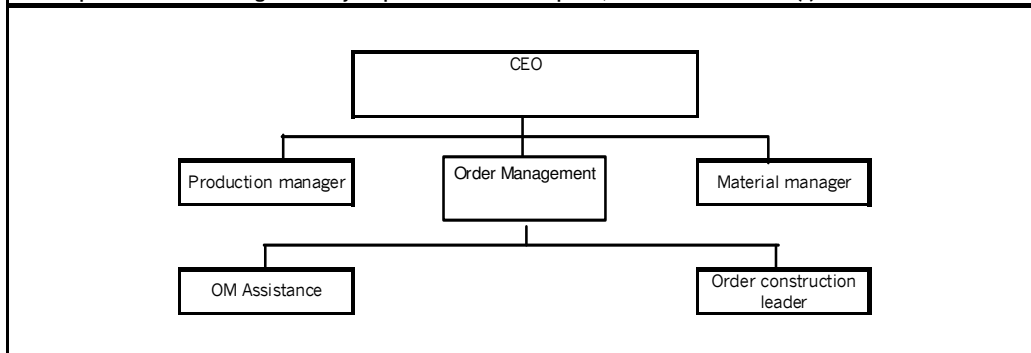 CEO
Production manager
Order Management
Material manager
OM Assistance
Order construction
leader